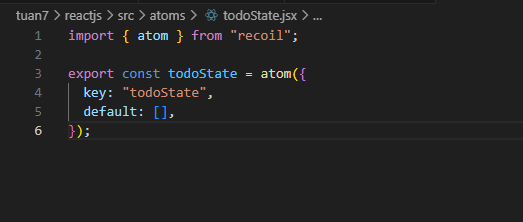 tuan7 > reactjs > src > atoms > todoState.jsx > ...
1 import { atom } from "recoil";
2
3 export const todoState = atom({
4 key: "todoState",
5 default: [],
6 });